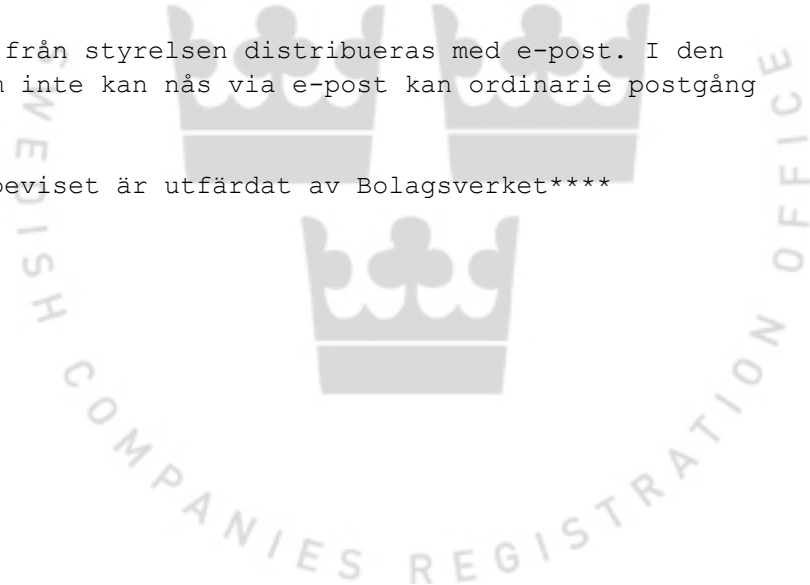 från styrelsen distribueras med e-post. I den
inte kan nås via e-post kan ordinarie postgång
beviset är utfärdat av Bolagsverket****
SWEDISH COMPANIES REGISTRATION OFFICE